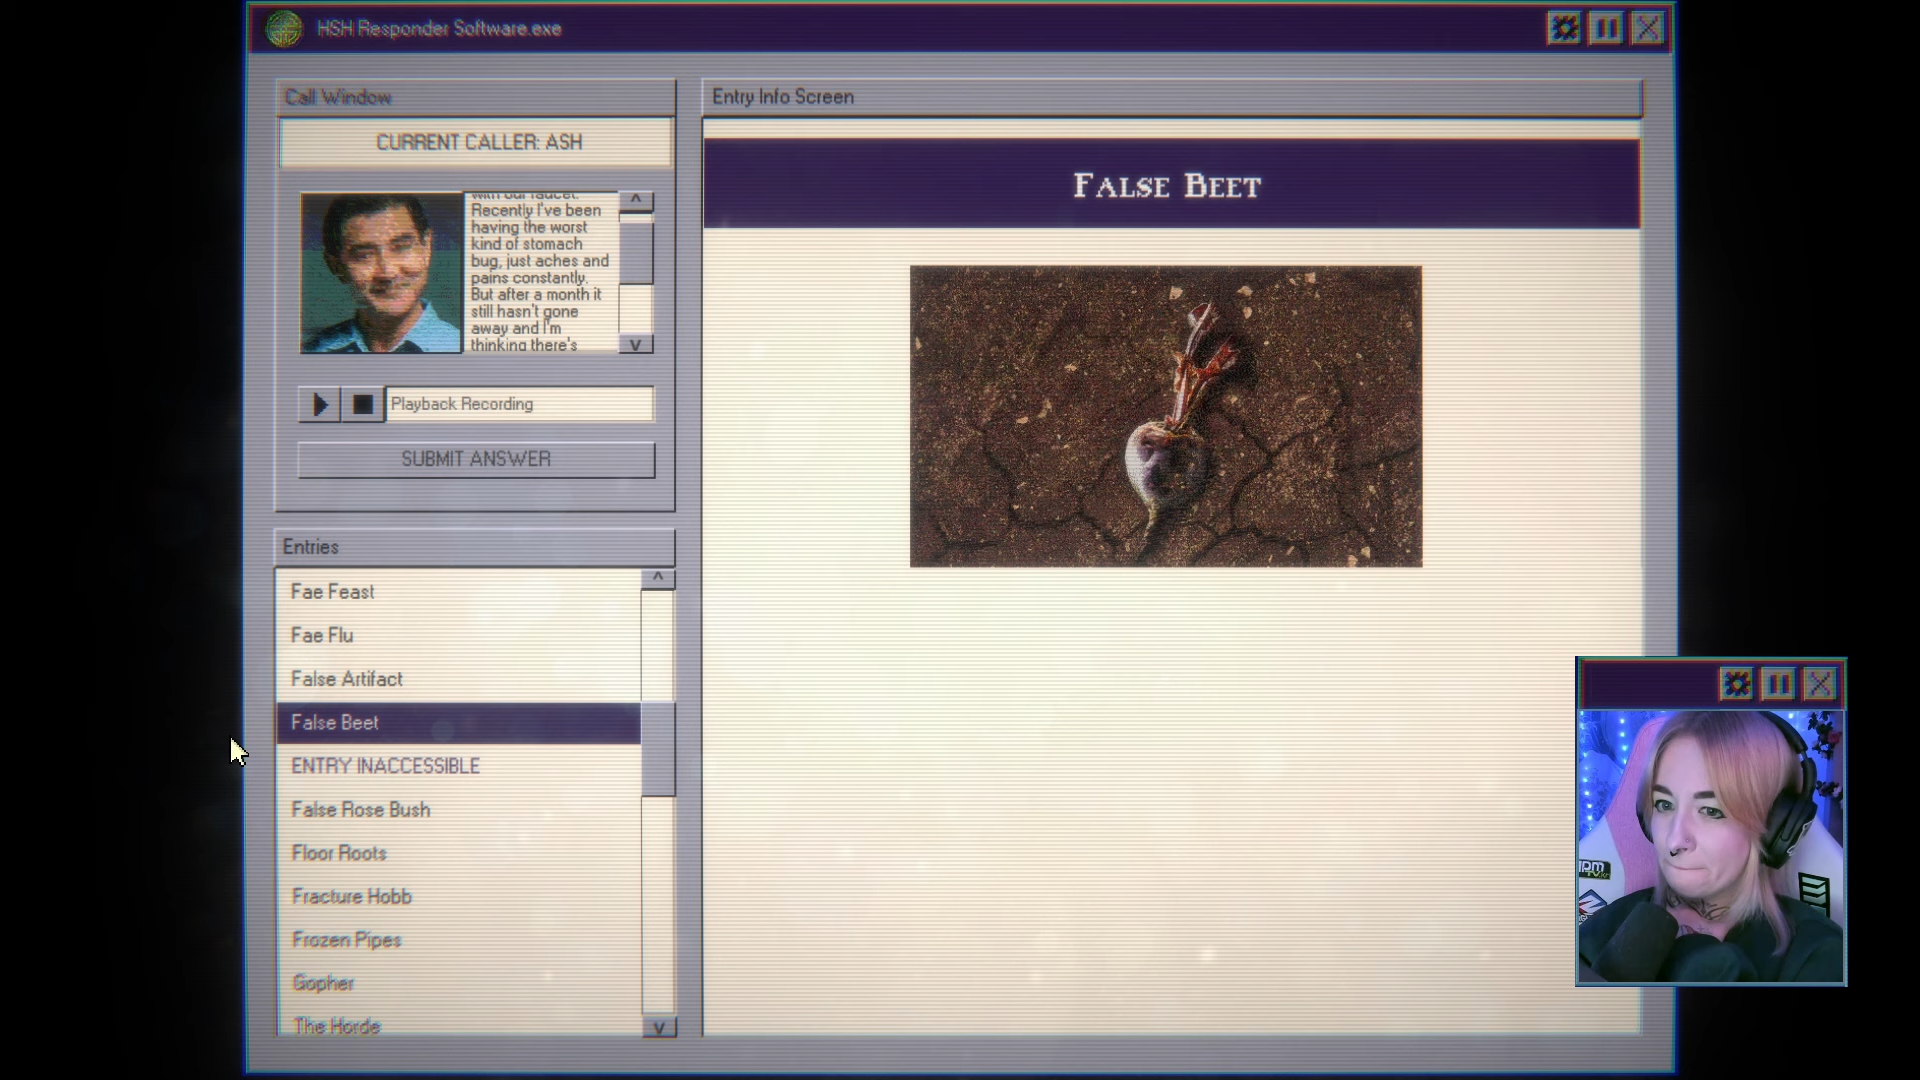 HSH Responder Software.exe
Call Window
CURRENT CALLER: ASH
with our faucet.
Recently I've been
having the worst
kind of stomach
bug, just aches and
pains constantly.
But after a month it
still hasn't gone
away and I'm
thinking there's
Playback Recording
SUBMIT ANSWER
Entries
Fae Feast
Fae Flu
False Artifact
False Beet
ENTRY INACCESSIBLE
False Rose Bush
Floor Roots
Fracture Hobb
Frozen Pipes
Gopher
The Horde
Entry Info Screen
FALSE BEET